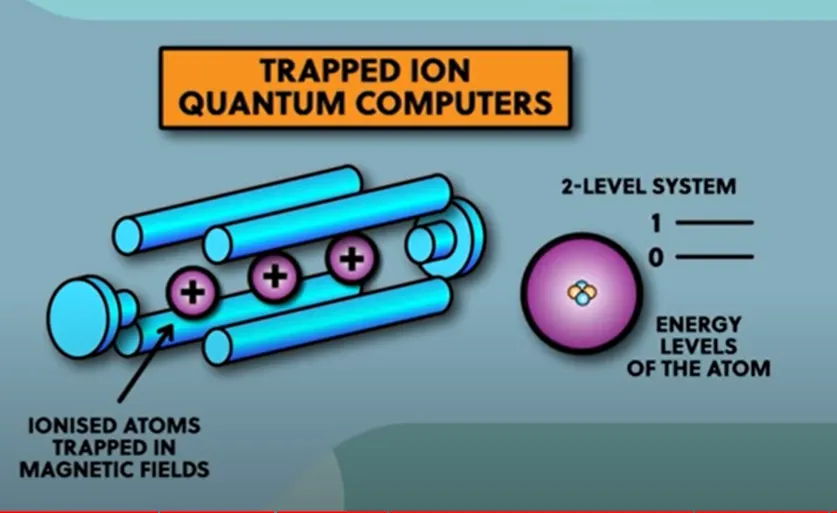 TRAPPED ION
QUANTUM COMPUTERS
2-LEVEL SYSTEM
1
0
+ + +
ENERGY
LEVELS
OF THE ATOM
IONISED ATOMS
TRAPPED IN
MAGNETIC FIELDS